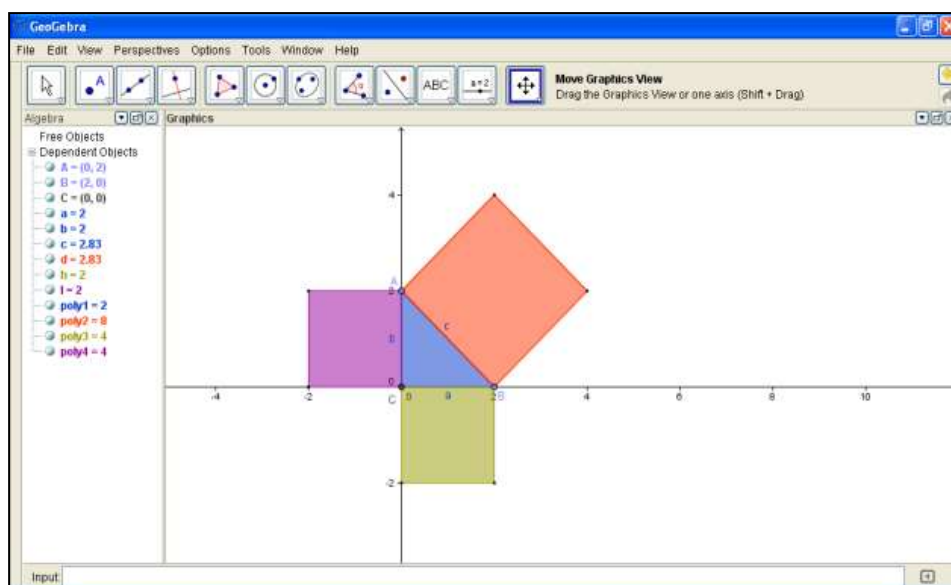 GeoGebra
File Edit View Perspectives Options Tools Window Help
A
ABC
a=2
Move Graphics View
Drag the Graphics View or one axis (Shift + Drag)
Algebra
Graphics
Free Objects
Dependent Objects
A = (0, 2)
B = (2, 0)
C = (0, 0)
a = 2
b = 2
c = 2.83
d = 2.83
h = 2
poly1 = 2
poly2 = 8
poly3 = 4
poly4 = 4
4
A
c
0
-4 -2 0 2 4 6 8 10
C a B
-2
Input: